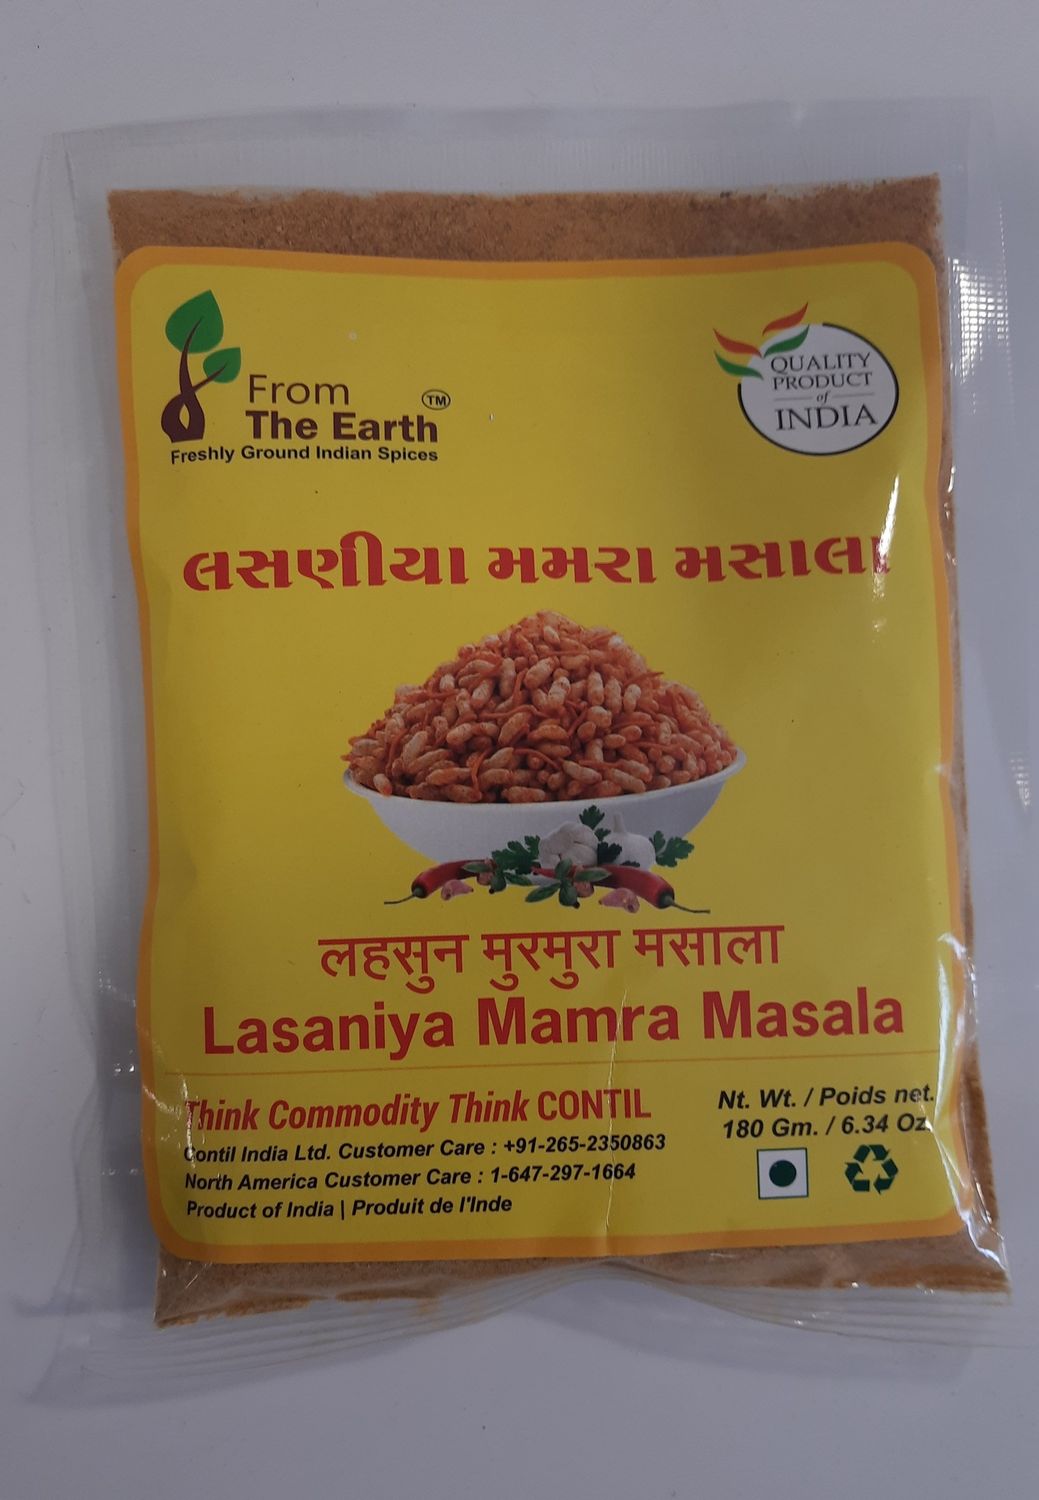 From
The Earth
TM
Freshly Ground Indian Spices
QUALITY
PRODUCT
of
INDIA
લસણીયા મમરા મસાલા
लहसुन मुरमुरा मसाला
Lasaniya Mamra Masala
Think Commodity Think CONTIL
Contil India Ltd. Customer Care : +91-265-2350863
North America Customer Care : 1-647-297-1664
Product of India | Produit de l'Inde
Nt. Wt. / Poids net.
180 Gm. / 6.34 Oz